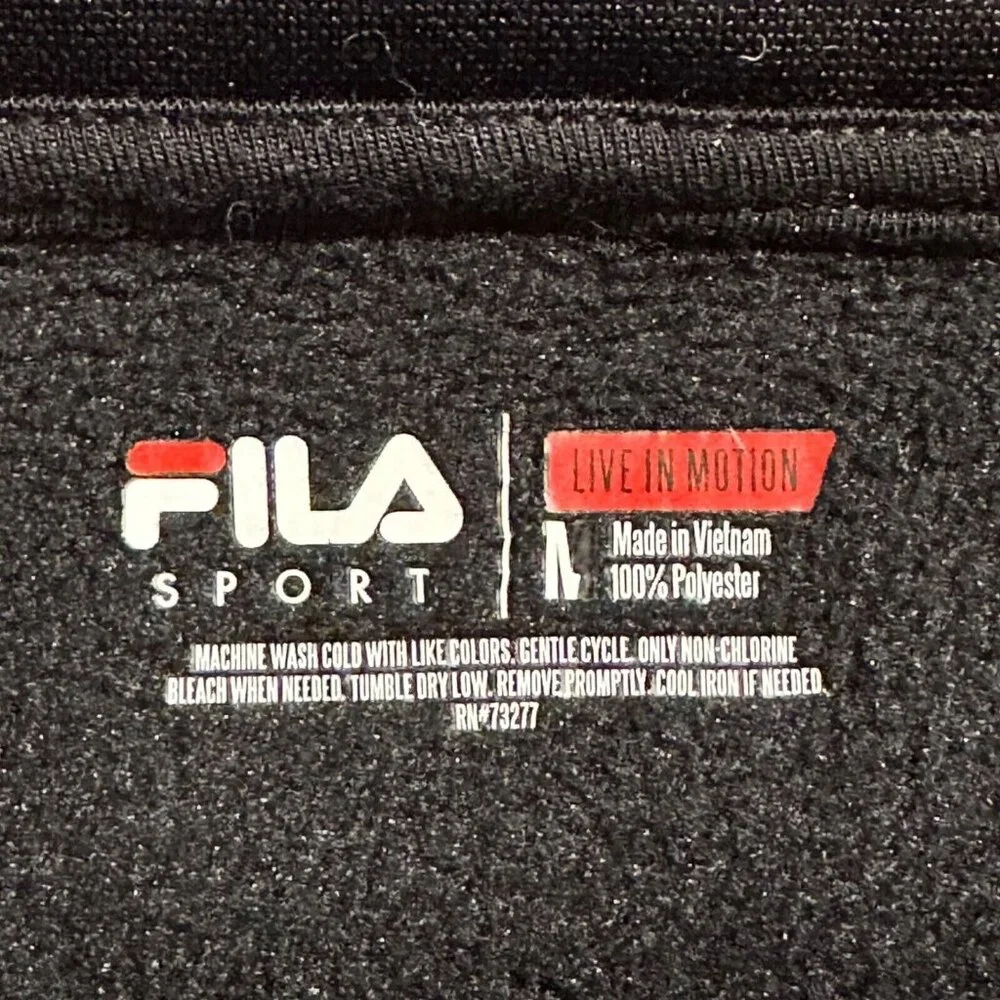 FILA
SPORT
LIVE IN MOTION
M
Made in Vietnam
100% Polyester
MACHINE WASH COLD WITH LIKE COLORS. GENTLE CYCLE. ONLY NON-CHLORINE
BLEACH WHEN NEEDED. TUMBLE DRY LOW. REMOVE PROMPTLY. COOL IRON IF NEEDED.
RN#73277